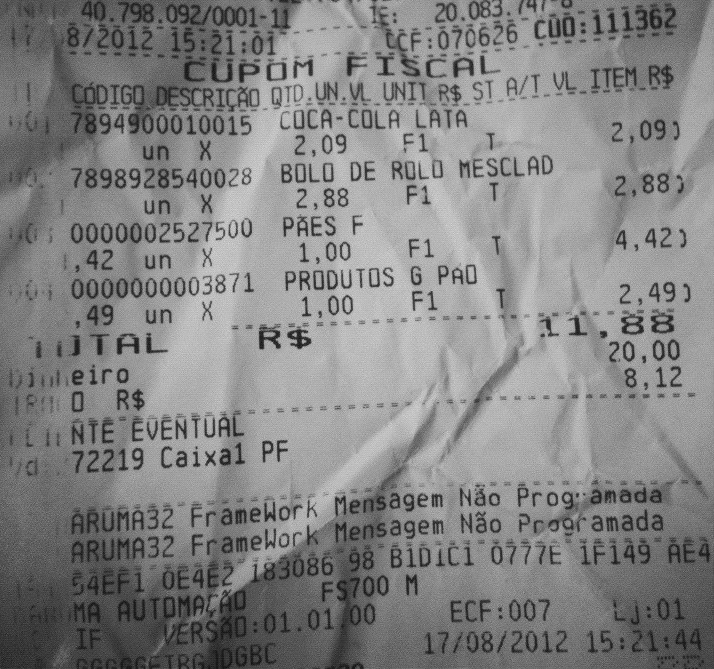 40.798.092/0001-11 IE: 20.083.747-8
8/2012 15:21:01 CCF:070626 COO:111362
CUPOM FISCAL
CÓDIGO DESCRIÇÃO QTD.UN.VL UNIT R$ ST A/T VL ITEM R$
7894900010015 COCA-COLA LATA
un X 2,09 F1 T 2,09)
7898928540028 BOLO DE ROLO MESCLAD
un X 2,88 F1 T 2,88)
0000002527500 PÃES F
,42 un X 1,00 F1 T 4,42)
0000000003871 PRODUTOS G PAO
,49 un X 1,00 F1 T 2,49)
TOTAL R$ 11,88
Dinheiro 20,00
O R$ 8,12
NTE EVENTUAL
72219 Caixa1 PF
ARUMA32 FrameWork Mensagem Não Programada
ARUMA32 FrameWork Mensagem Não Programada
54EF1 0E4E2 183086 98 B1D1C1 0777E 1F149 AE4
MA AUTOMAÇÃO FS700 M
IF VERSÃO:01.01.00 ECF:007 Lj:01
17/08/2012 15:21:44